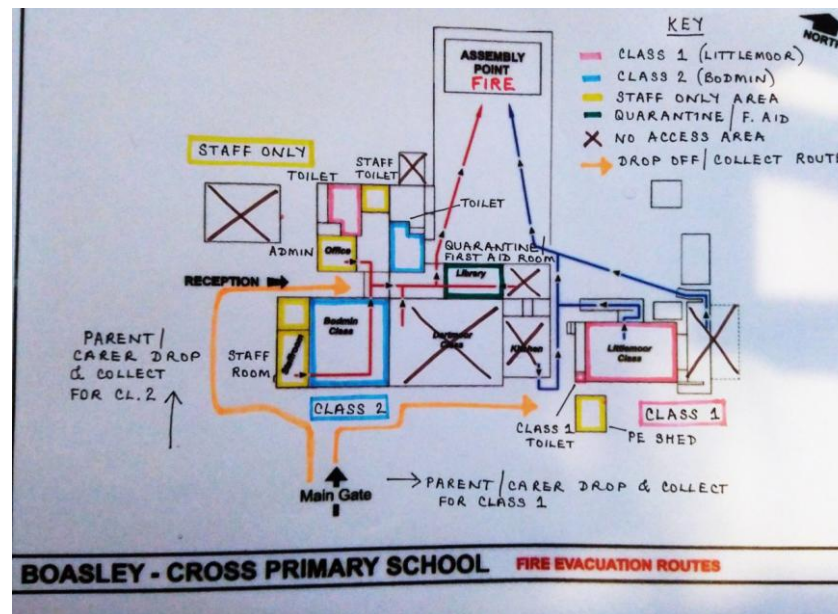 KEY
NORTH
CLASS 1 (LITTLEMOOR)
CLASS 2 (BODMIN)
STAFF ONLY AREA
QUARANTINE / F. AID
NO ACCESS AREA
DROP OFF / COLLECT ROUTE
ASSEMBLY
POINT
FIRE
STAFF ONLY
STAFF
TOILET
TOILET
TOILET
ADMIN
Office
QUARANTINE /
FIRST AID ROOM
Library
RECEPTION
PARENT /
CARER DROP
& COLLECT
FOR CL.2
STAFF
ROOM
Staffroom
Bodmin
Class
Dartmoor
Class
Kitchen
Littlemoor
Class
CLASS 2
CLASS 1
TOILET
CLASS 1
PE SHED
Main Gate
PARENT / CARER DROP & COLLECT
FOR CLASS 1
BOASLEY - CROSS PRIMARY SCHOOL FIRE EVACUATION ROUTES